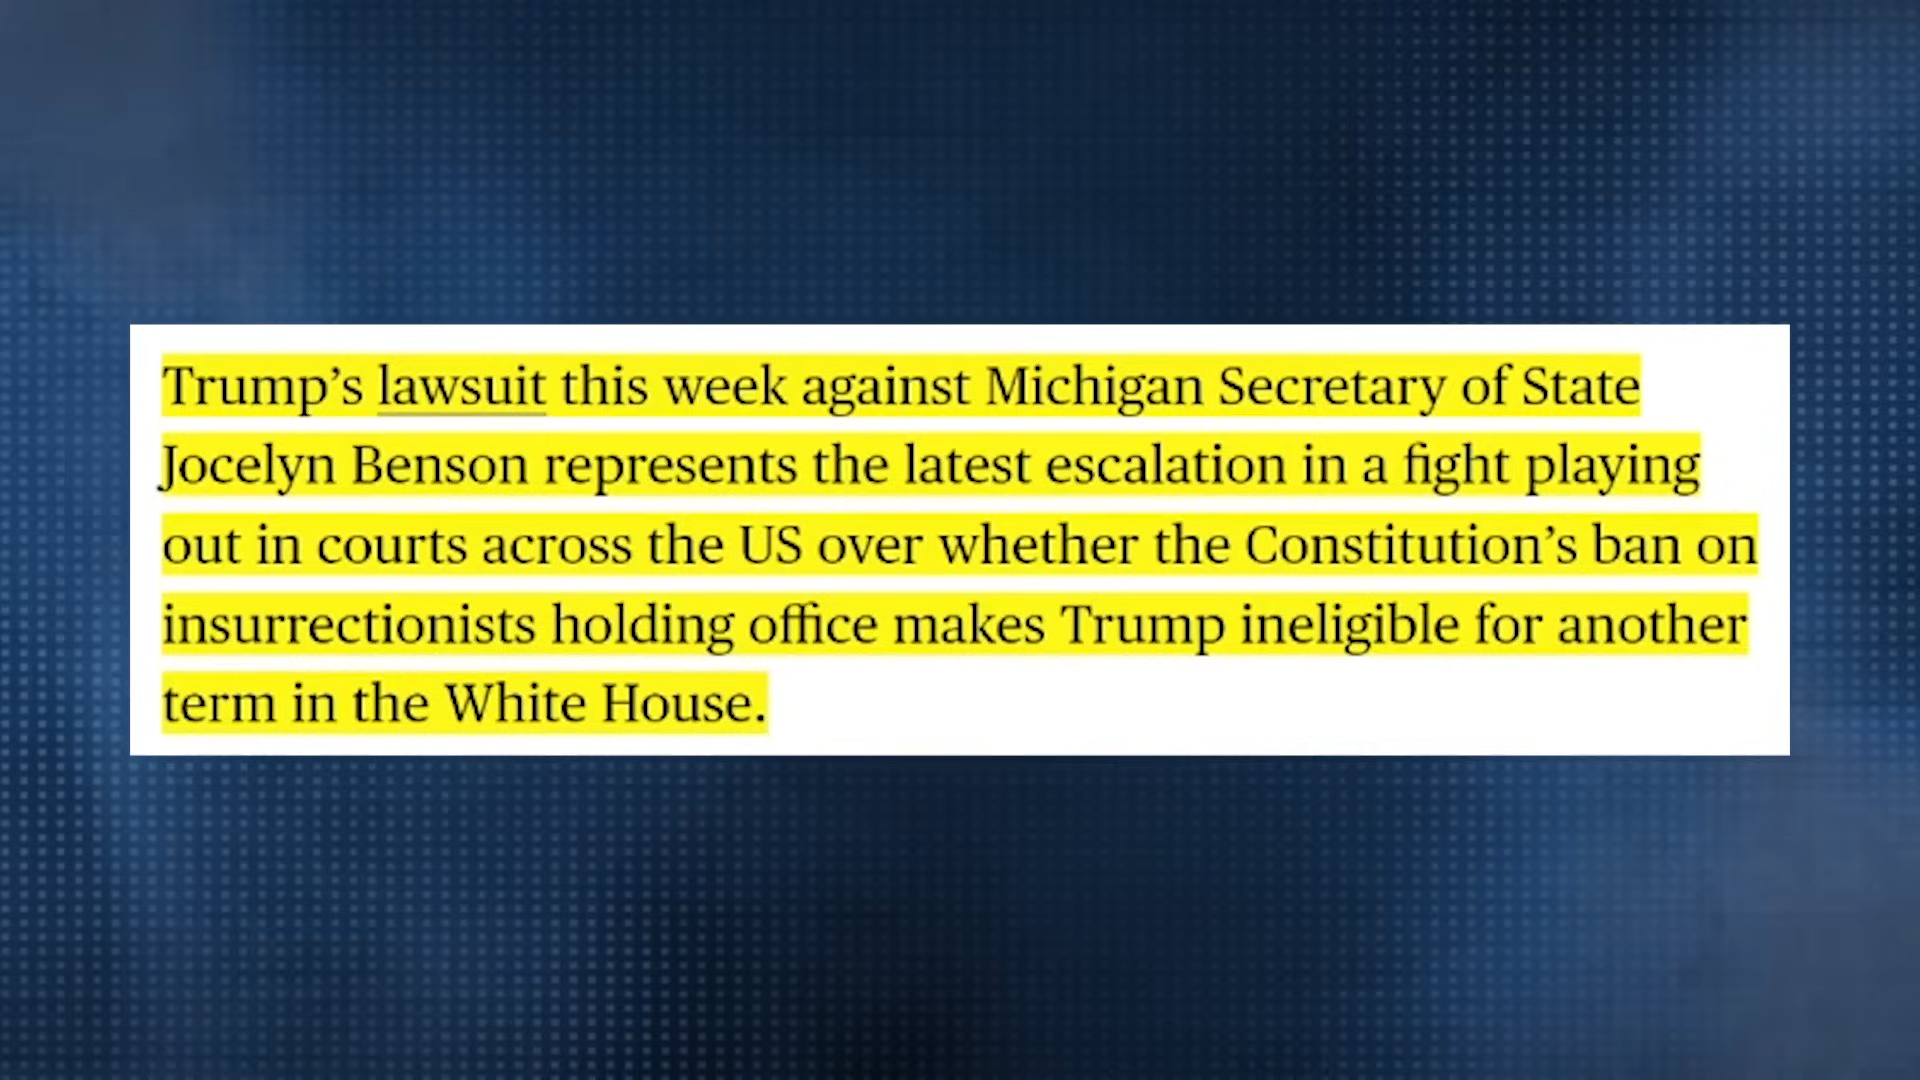 Trump’s lawsuit this week against Michigan Secretary of State
Jocelyn Benson represents the latest escalation in a fight playing
out in courts across the US over whether the Constitution’s ban on
insurrectionists holding office makes Trump ineligible for another
term in the White House.